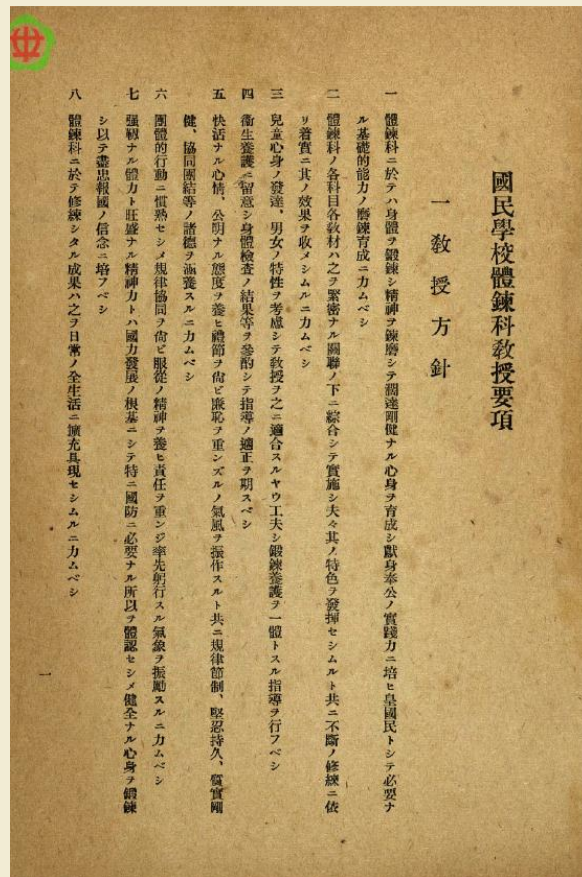 國民學校體鍊科教授要項
一 教授方針
一 體鍊科ニ於テハ身體ヲ鍛鍊シ精神ヲ鍊磨シテ濶達剛健ナル心身ヲ育成シ獻身奉公ノ實踐力ニ培ヒ皇國民トシテ必要ナ
ル基礎的能力ノ磨鍊育成ニ力ムベシ
二 體鍊科ノ各科目各敎材ハ之ヲ緊密ナル關聯ノ下ニ綜合シテ實施シ夫々其ノ特色ヲ發揮セシムルト共ニ不斷ノ修練ニ依
リ着實ニ其ノ效果ヲ收メシムルニ力ムベシ
三 兒童心身ノ發達、男女ノ特性ヲ考慮シテ敎授ヲ之ニ適合スルヤウ工夫シ鍛鍊養護ヲ一體トスル指導ヲ行フベシ
四 衞生養護ニ留意シ身體檢査ノ結果等ヲ參酌シテ指導ノ適正ヲ期スベシ
五 快活ナル心情、公明ナル態度ヲ養ヒ禮節ヲ尙ビ廉恥ヲ重ンズルノ氣風ヲ振作スルト共ニ規律節制、堅忍持久、質實剛
健、協同團結等ノ諸德ヲ涵養スルニ力ムベシ
六 團體的行動ニ慣熟セシメ規律協同ヲ尙ビ服從ノ精神ヲ養ヒ責任ヲ重ンジ率先躬行スル氣象ヲ振勵スルニ力ムベシ
七 强靱ナル體力ト旺盛ナル精神力トハ國力發展ノ根基ニシテ特ニ國防ニ必要ナル所以ヲ體認セシメ健全ナル心身ヲ鍛鍊
シ以テ盡忠報國ノ信念ニ培フベシ
八 體鍊科ニ於テ修練シタル成果ハ之ヲ日常ノ全生活ニ擴充具現セシムルニ力ムベシ
一